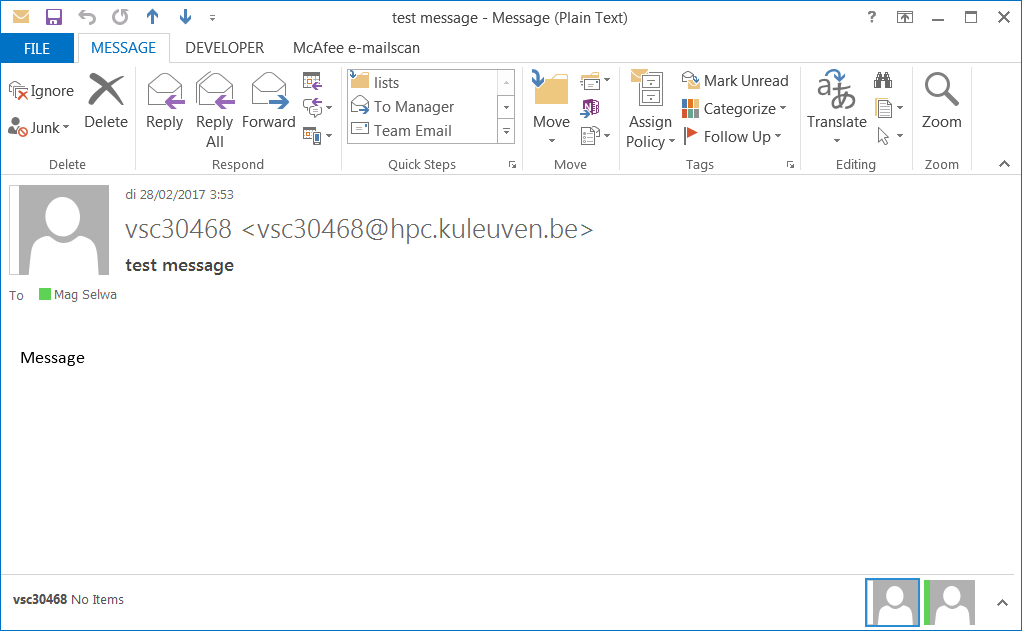 test message - Message (Plain Text)
?
FILE MESSAGE DEVELOPER McAfee e-mailscan
Ignore
Junk
Delete
Delete
Reply
Reply All
Forward
Respond
lists
To Manager
Team Email
Quick Steps
Move
Move
Assign Policy
Mark Unread
Categorize
Follow Up
Tags
Translate
Editing
Zoom
Zoom
di 28/02/2017 3:53
vsc30468 <vsc30468@hpc.kuleuven.be>
test message
To Mag Selwa
Message
vsc30468 No Items